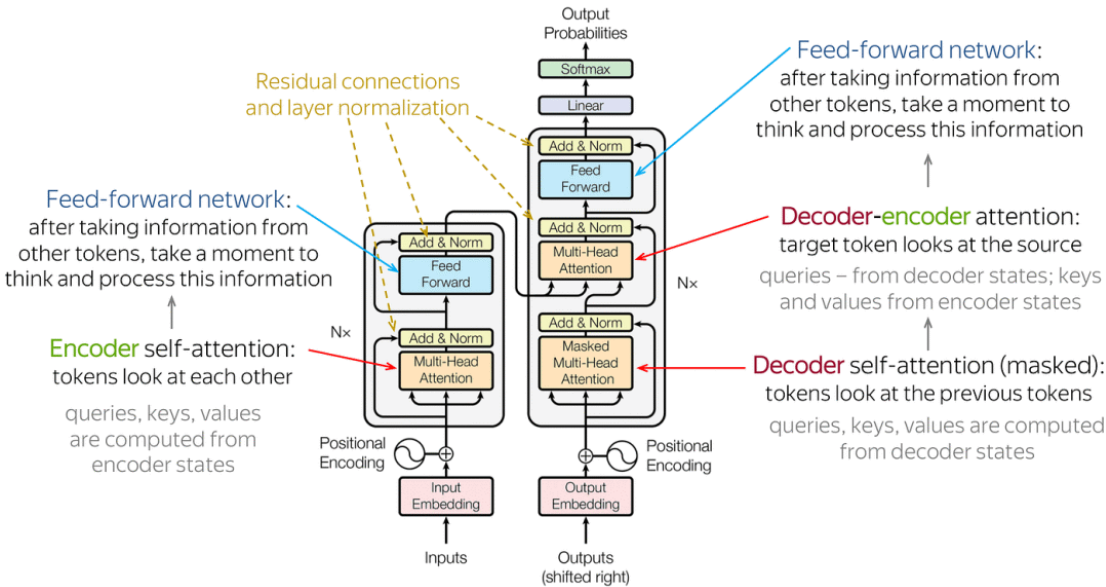 Output
Probabilities
Softmax
Linear
Add & Norm
Feed
Forward
Add & Norm
Multi-Head
Attention
Nx
Add & Norm
Masked
Multi-Head
Attention
Positional
Encoding
Output
Embedding
Outputs
(shifted right)
Residual connections
and layer normalization
Add & Norm
Feed
Forward
Nx
Add & Norm
Multi-Head
Attention
Positional
Encoding
Input
Embedding
Inputs
Feed-forward network:
after taking information from
other tokens, take a moment to
think and process this information
Encoder self-attention:
tokens look at each other
queries, keys, values
are computed from
encoder states
Feed-forward network:
after taking information from
other tokens, take a moment to
think and process this information
Decoder-encoder attention:
target token looks at the source
queries – from decoder states; keys
and values from encoder states
Decoder self-attention (masked):
tokens look at the previous tokens
queries, keys, values are computed
from decoder states